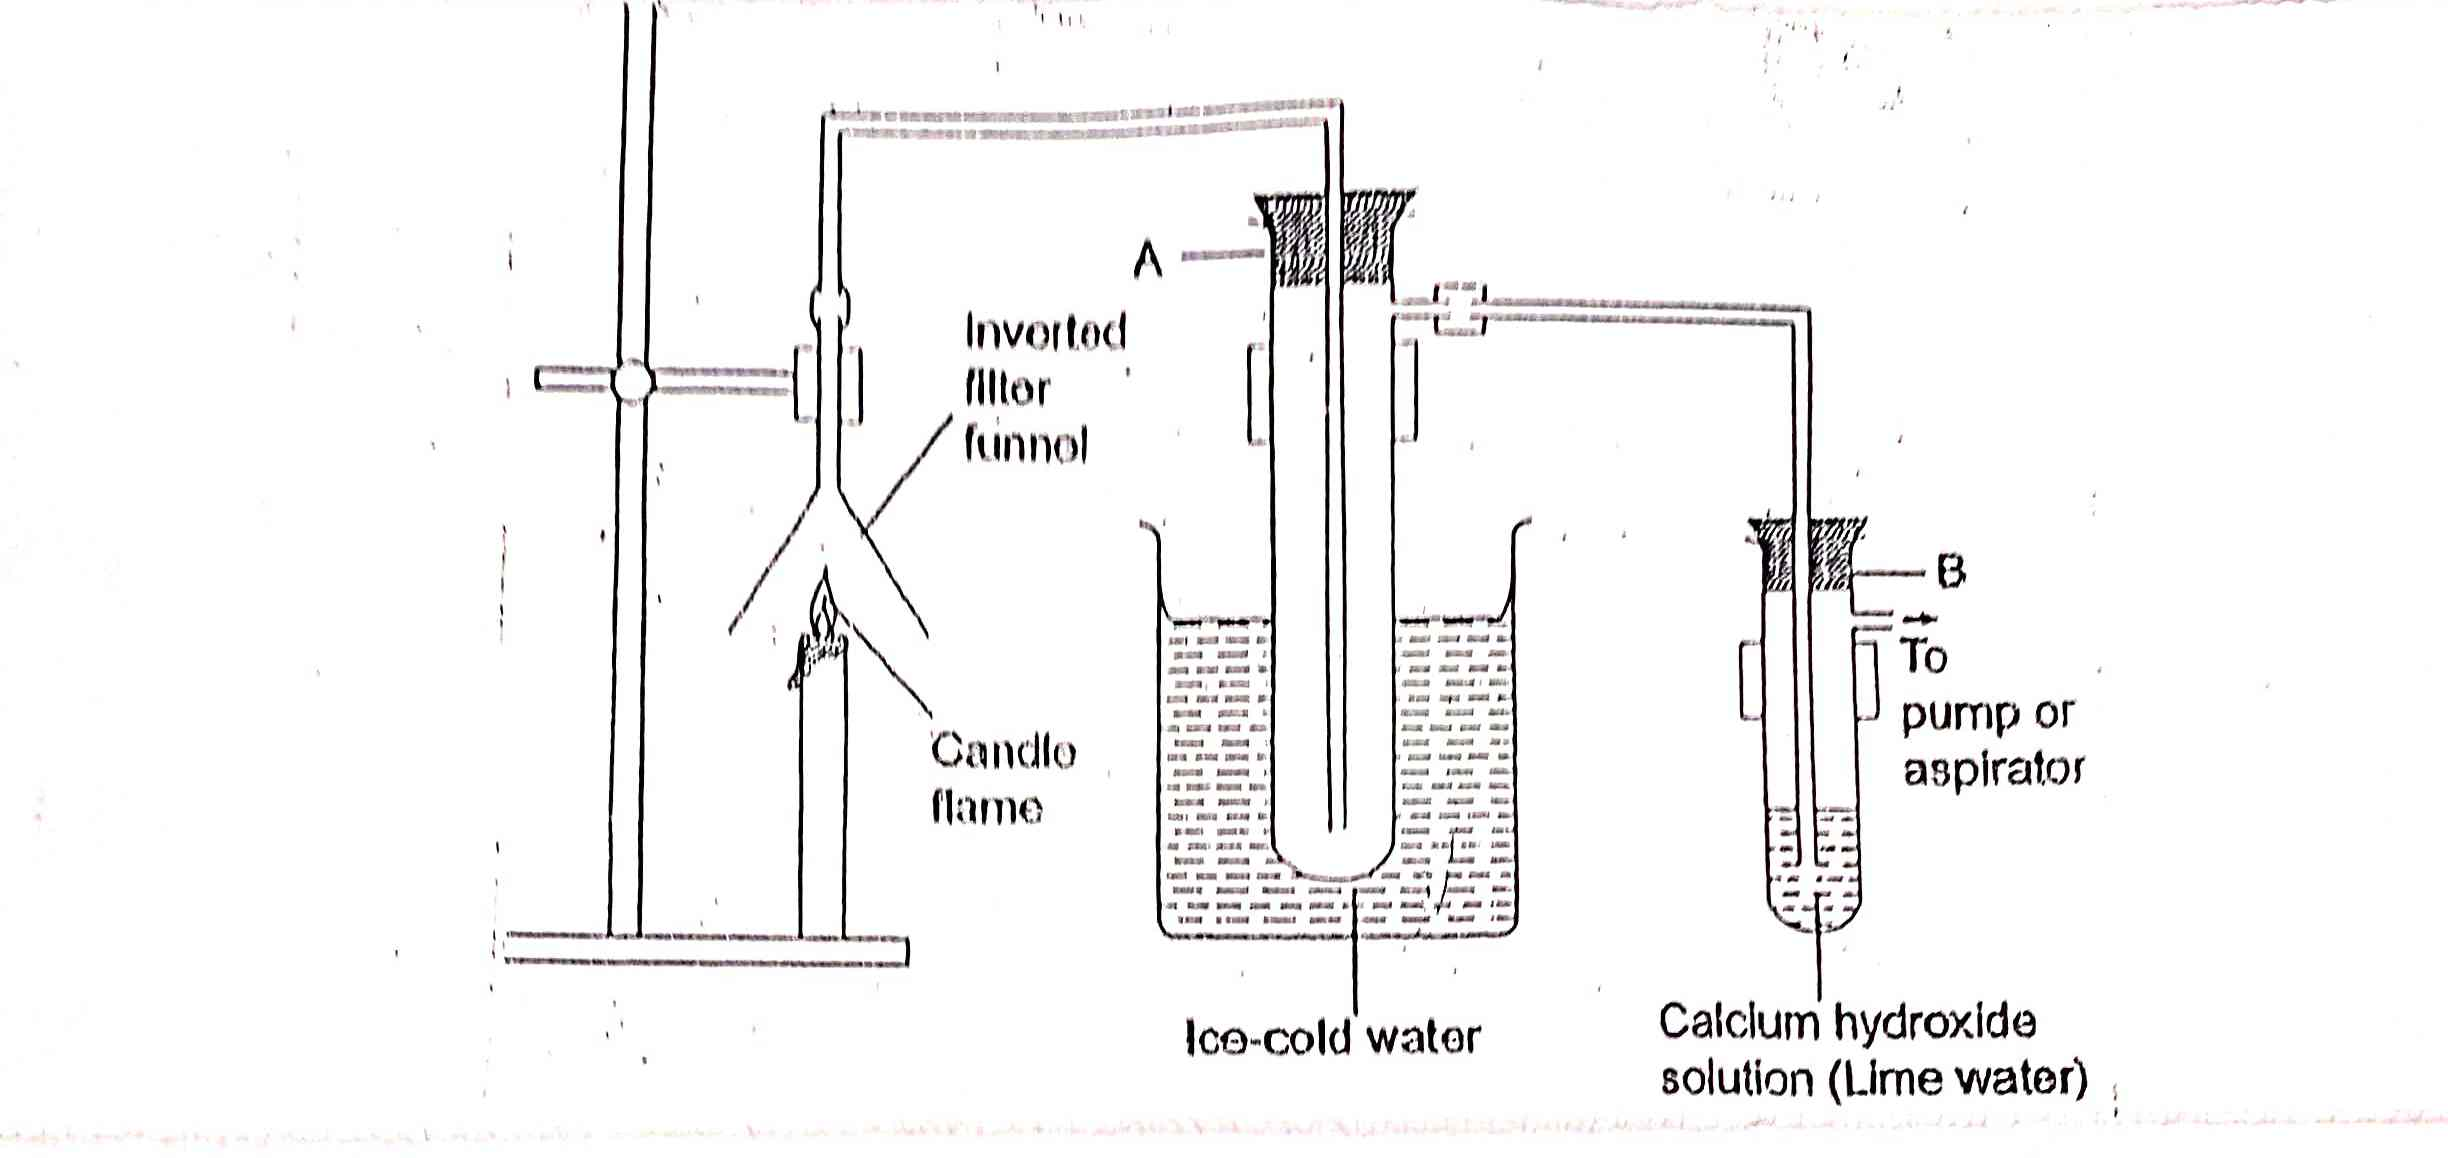 A
Inverted
filter
funnel
Candle
flame
B
To
pump or
aspirator
Ice-cold water
Calcium hydroxide
solution (Lime water)